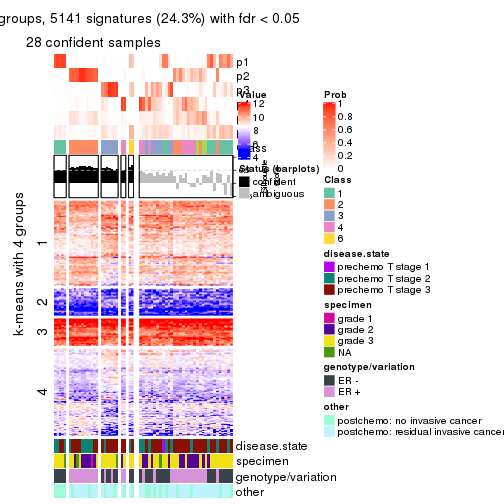 groups, 5141 signatures (24.3%) with fdr < 0.05
28 confident samples
p1
p2
p3
Value
12
10
8
6
4
Status (barplots)
confident
ambiguous
k-means with 4 groups
1
2
3
4
disease.state
specimen
genotype/variation
other
Prob
1
0.8
0.6
0.4
0.2
0
Class
1
2
3
4
6
disease.state
prechemo T stage 1
prechemo T stage 2
prechemo T stage 3
specimen
grade 1
grade 2
grade 3
NA
genotype/variation
ER -
ER +
other
postchemo: no invasive cancer
postchemo: residual invasive cancer